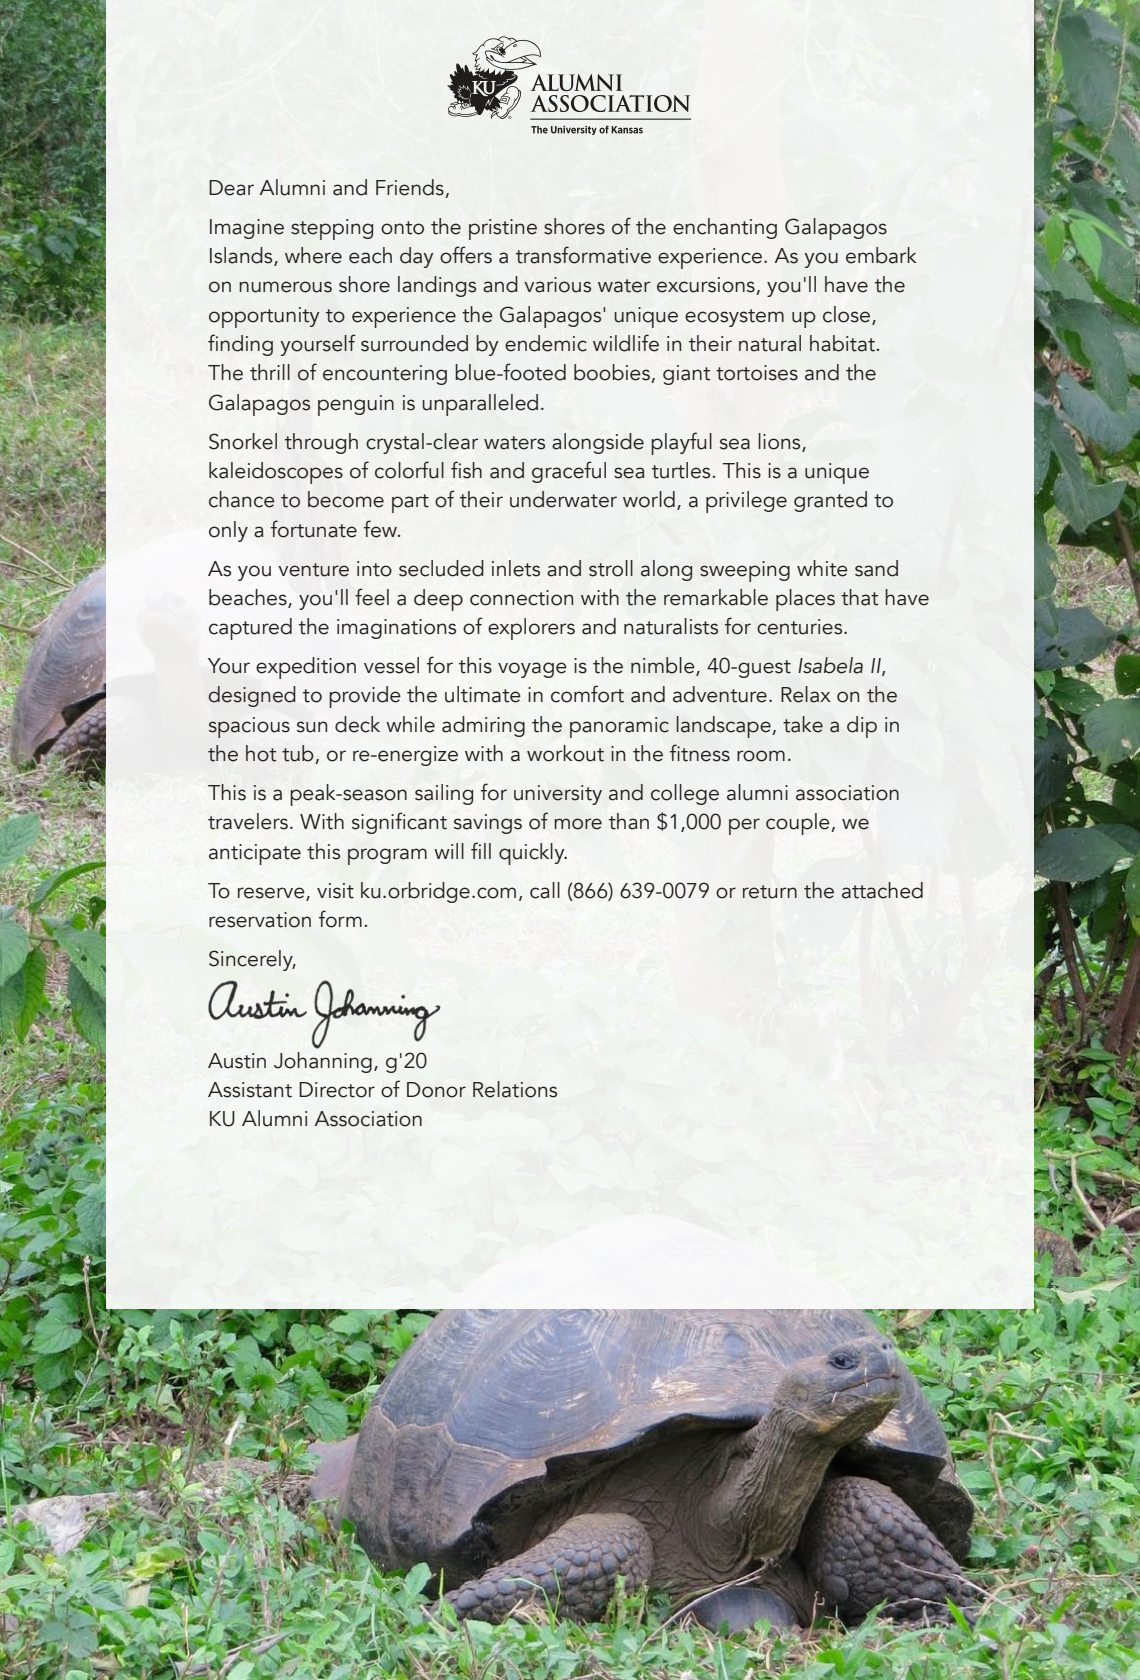 KU
ALUMNI
ASSOCIATION
The University of Kansas
Dear Alumni and Friends,
Imagine stepping onto the pristine shores of the enchanting Galapagos
Islands, where each day offers a transformative experience. As you embark
on numerous shore landings and various water excursions, you'll have the
opportunity to experience the Galapagos' unique ecosystem up close,
finding yourself surrounded by endemic wildlife in their natural habitat.
The thrill of encountering blue-footed boobies, giant tortoises and the
Galapagos penguin is unparalleled.
Snorkel through crystal-clear waters alongside playful sea lions,
kaleidoscopes of colorful fish and graceful sea turtles. This is a unique
chance to become part of their underwater world, a privilege granted to
only a fortunate few.
As you venture into secluded inlets and stroll along sweeping white sand
beaches, you'll feel a deep connection with the remarkable places that have
captured the imaginations of explorers and naturalists for centuries.
Your expedition vessel for this voyage is the nimble, 40-guest Isabela II,
designed to provide the ultimate in comfort and adventure. Relax on the
spacious sun deck while admiring the panoramic landscape, take a dip in
the hot tub, or re-energize with a workout in the fitness room.
This is a peak-season sailing for university and college alumni association
travelers. With significant savings of more than $1,000 per couple, we
anticipate this program will fill quickly.
To reserve, visit ku.orbridge.com, call (866) 639-0079 or return the attached
reservation form.
Sincerely,
Austin Johanning
Austin Johanning, g'20
Assistant Director of Donor Relations
KU Alumni Association